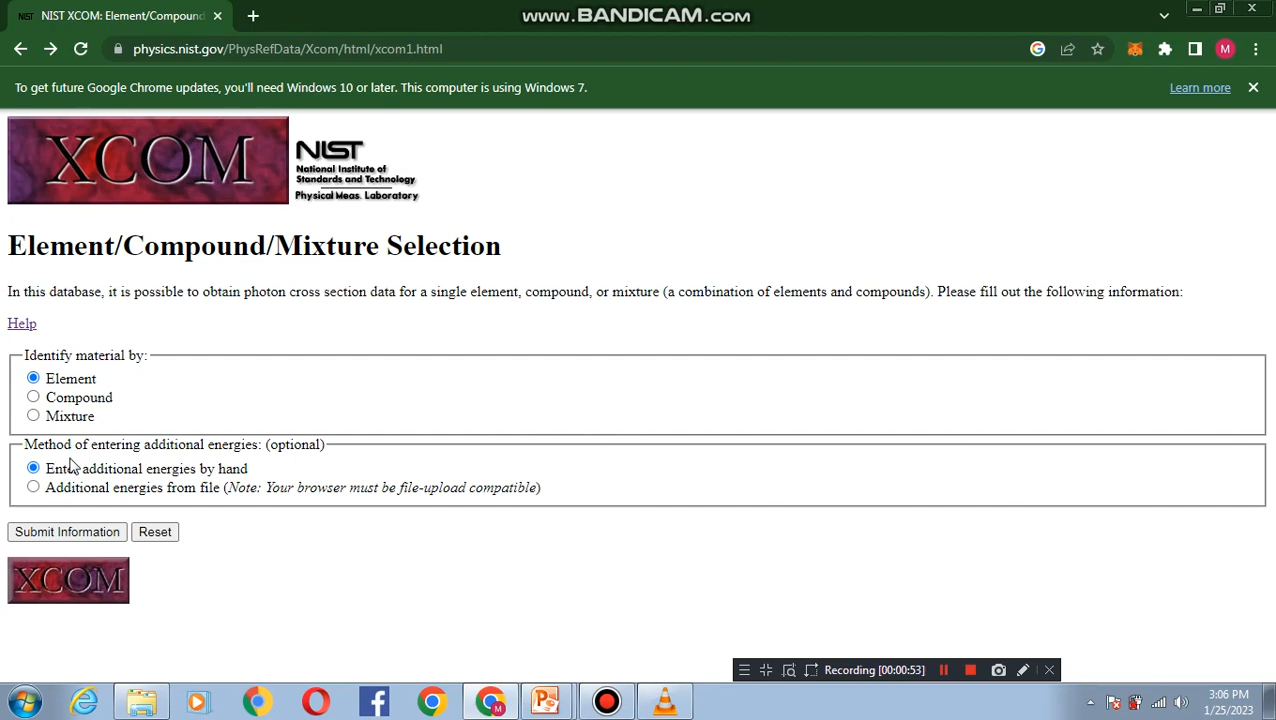 NIST XCOM: Element/Compound
WWW.BANDICAM.COM
physics.nist.gov/PhysRefData/Xcom/html/xcom1.html
M
To get future Google Chrome updates, you'll need Windows 10 or later. This computer is using Windows 7.
Learn more
XCOM
NIST
National Institute of
Standards and Technology
Physical Meas. Laboratory
Element/Compound/Mixture Selection
In this database, it is possible to obtain photon cross section data for a single element, compound, or mixture (a combination of elements and compounds). Please fill out the following information:
Help
Identify material by:
Element
Compound
Mixture
Method of entering additional energies: (optional)
Enter additional energies by hand
Additional energies from file (Note: Your browser must be file-upload compatible)
Submit Information Reset
XCOM
Recording [00:00:53]
3:06 PM
1/25/2023